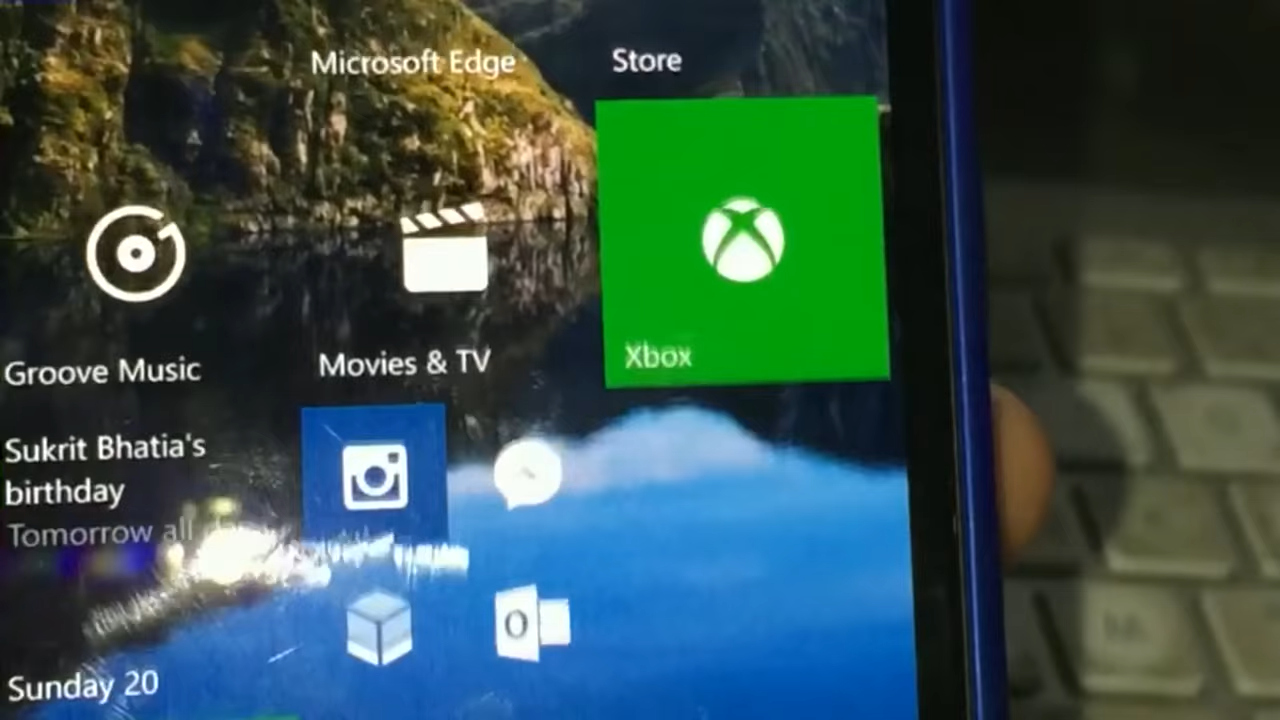 Microsoft Edge
Store
Groove Music
Movies & TV
Xbox
Sukrit Bhatia's
birthday
Tomorrow all
O
Sunday 20